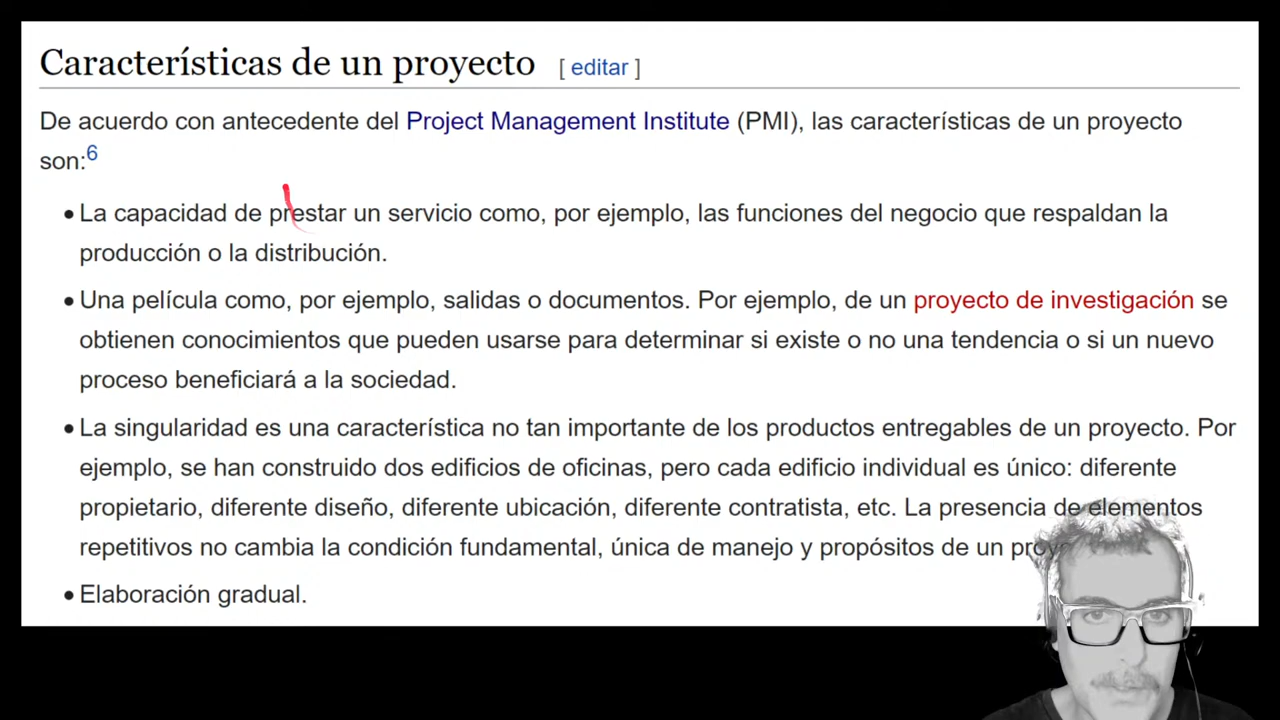 Características de un proyecto [ editar ]
De acuerdo con antecedente del Project Management Institute (PMI), las características de un proyecto
son:6
• La capacidad de prestar un servicio como, por ejemplo, las funciones del negocio que respaldan la
producción o la distribución.
• Una película como, por ejemplo, salidas o documentos. Por ejemplo, de un proyecto de investigación se
obtienen conocimientos que pueden usarse para determinar si existe o no una tendencia o si un nuevo
proceso beneficiará a la sociedad.
• La singularidad es una característica no tan importante de los productos entregables de un proyecto. Por
ejemplo, se han construido dos edificios de oficinas, pero cada edificio individual es único: diferente
propietario, diferente diseño, diferente ubicación, diferente contratista, etc. La presencia de elementos
repetitivos no cambia la condición fundamental, única de manejo y propósitos de un
• Elaboración gradual.